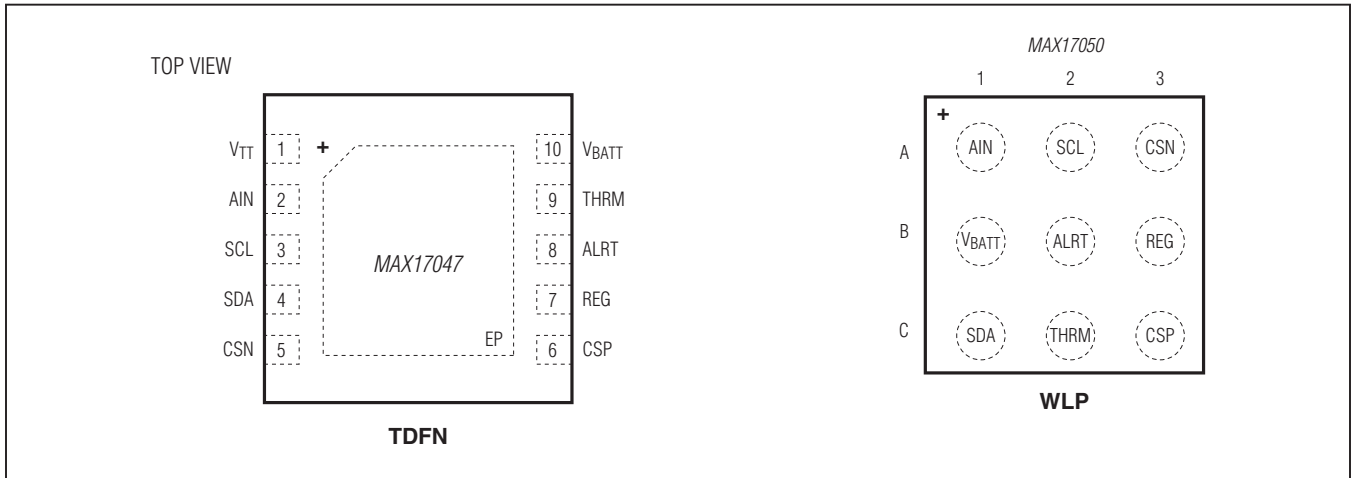 TOP VIEW
VTT 1 + 10 VBATT
AIN 2 9 THRM
SCL 3 MAX17047 8 ALRT
SDA 4 7 REG
CSN 5 EP 6 CSP
TDFN
MAX17050
1 2 3
+
A AIN SCL CSN
B VBATT ALRT REG
C SDA THRM CSP
WLP